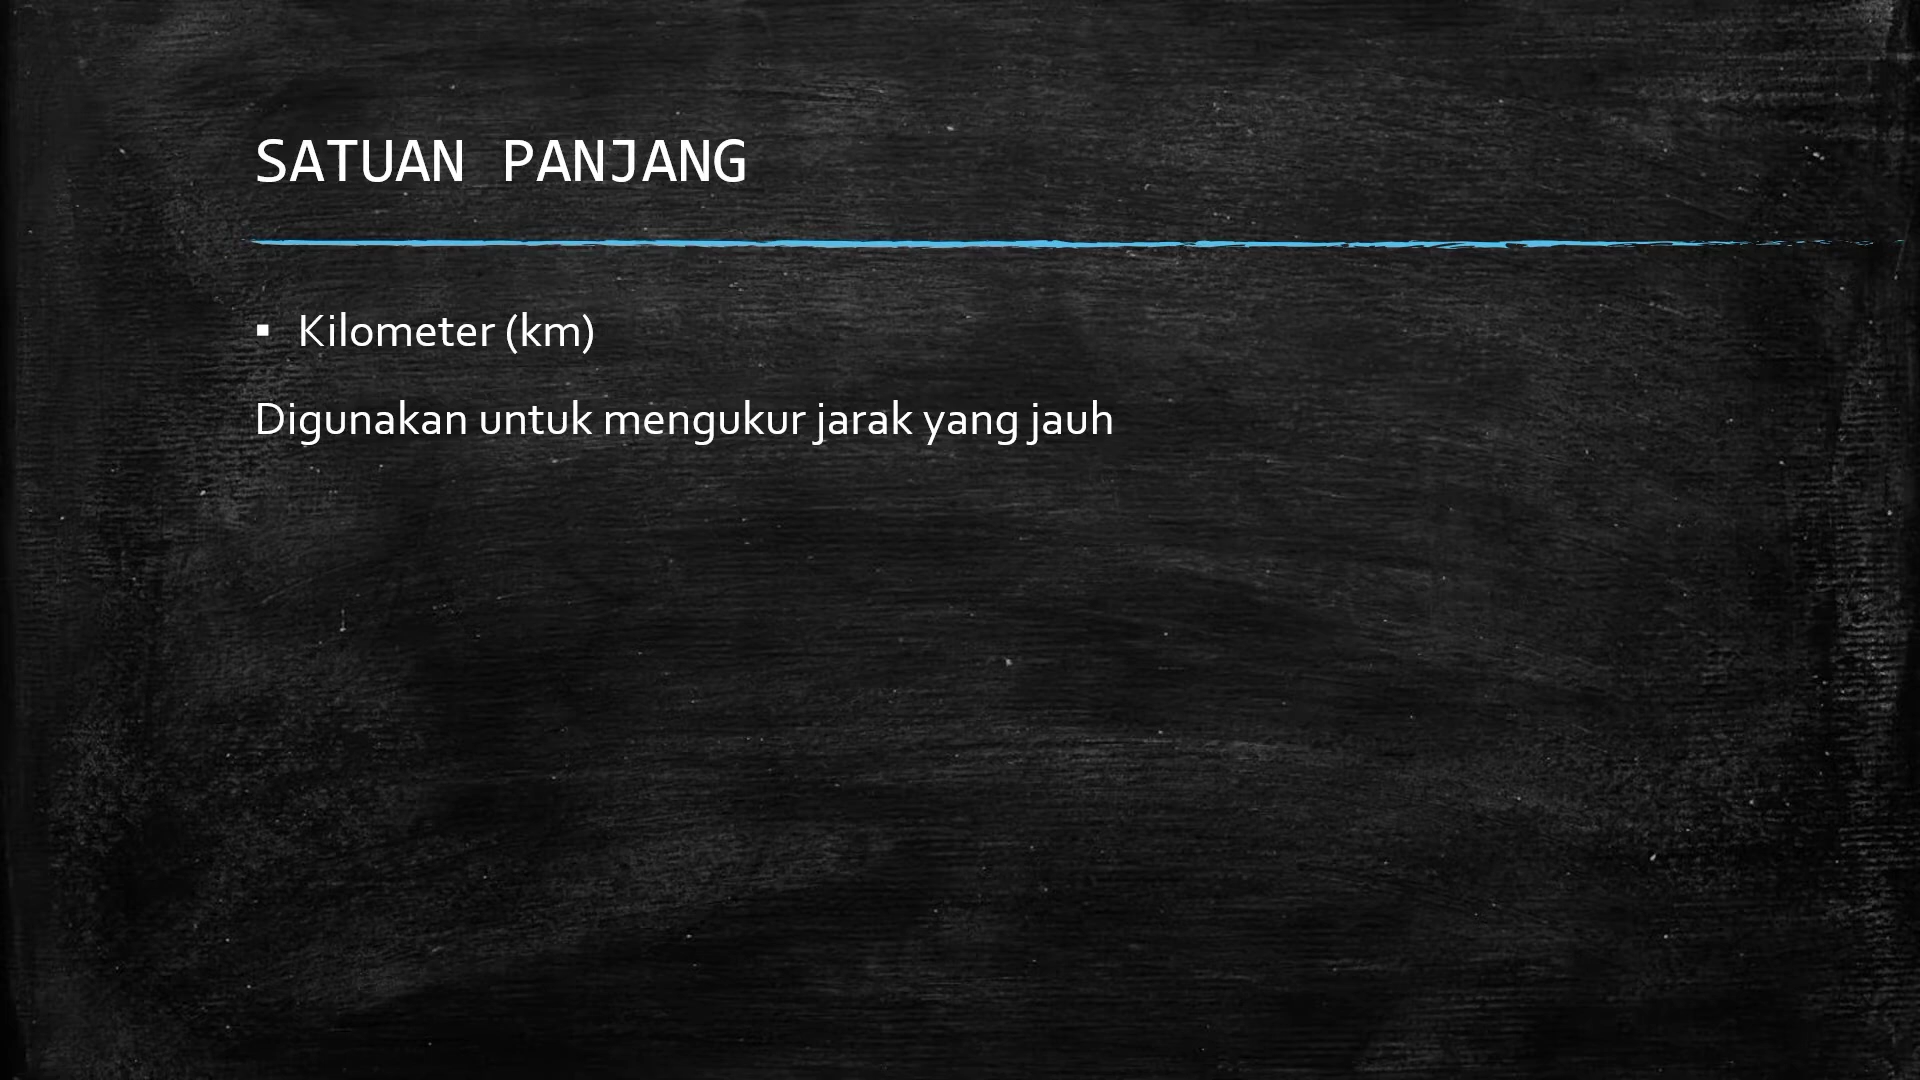 SATUAN PANJANG
▪ Kilometer (km)
Digunakan untuk mengukur jarak yang jauh